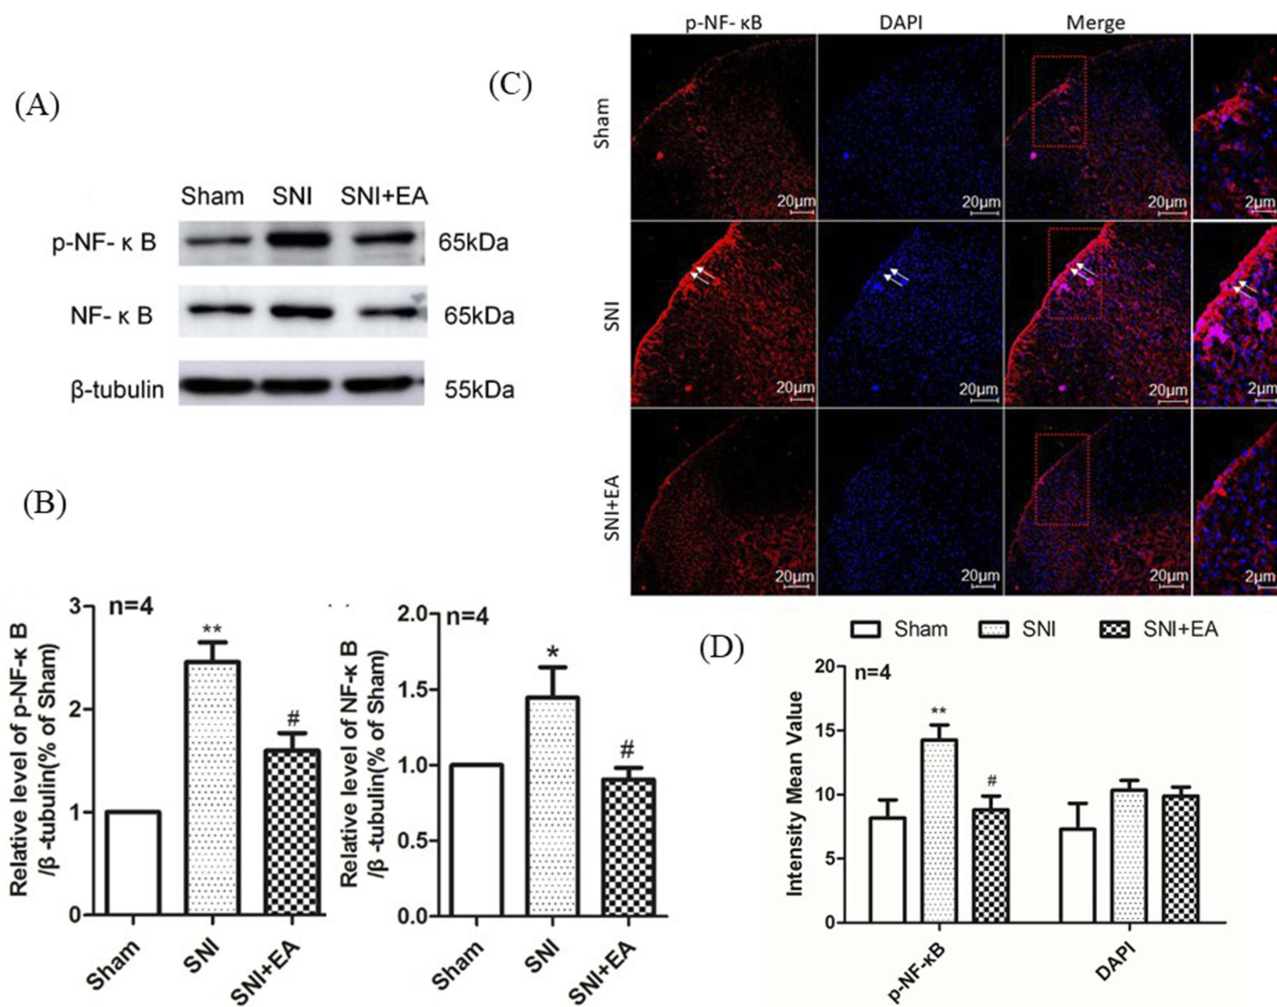 (A)
Sham SNI SNI+EA
p-NF- κ B 65kDa
NF- κ B 65kDa
β-tubulin 55kDa
(B)
n=4
Relative level of p-NF-κ B
/β -tubulin(% of Sham)
3
2
1
0
**
#
Sham SNI SNI+EA
n=4
Relative level of NF-κ B
/β -tubulin(% of Sham)
2.0
1.5
1.0
0.5
0.0
*
#
Sham SNI SNI+EA
(C)
p-NF- κB DAPI Merge
Sham
20μm 20μm 20μm 2μm
SNI
20μm 20μm 20μm 2μm
SNI+EA
20μm 20μm 20μm 2μm
(D)
Sham SNI SNI+EA
n=4
Intensity Mean Value
20
15
10
5
0
**
#
p-NF-κB DAPI